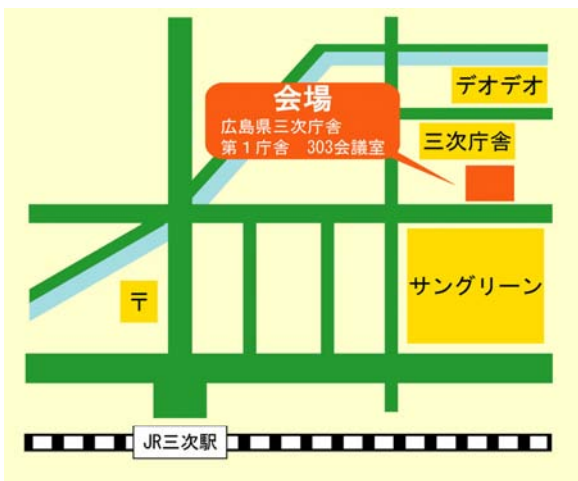 デオデオ
会場
広島県三次庁舎
第1庁舎　303会議室
三次庁舎
サングリーン
〒
JR三次駅